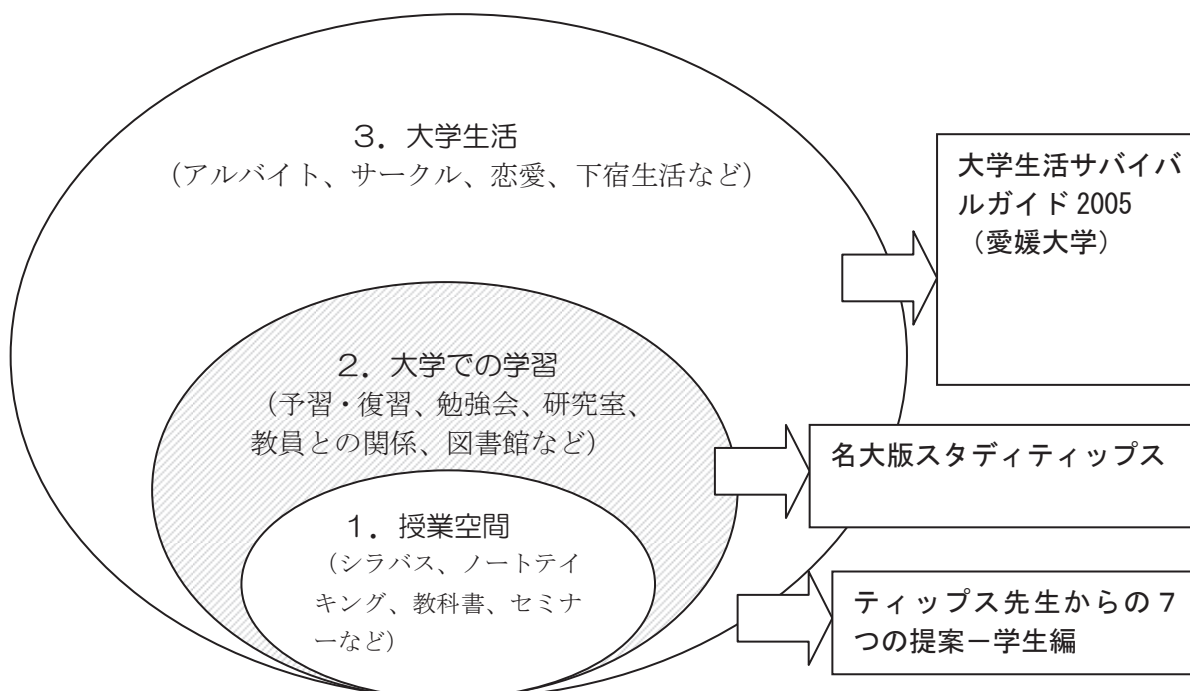 ３．大学生活
（アルバイト、サークル、恋愛、下宿生活など）
大学生活サバイバ
ルガイド 2005
（愛媛大学）
２．大学での学習
（予習・復習、勉強会、研究室、
教員との関係、図書館など）
名大版スタディティップス
１．授業空間
（シラバス、ノートテイ
キング、教科書、セミナ
ーなど）
ティップス先生からの７
つの提案－学生編